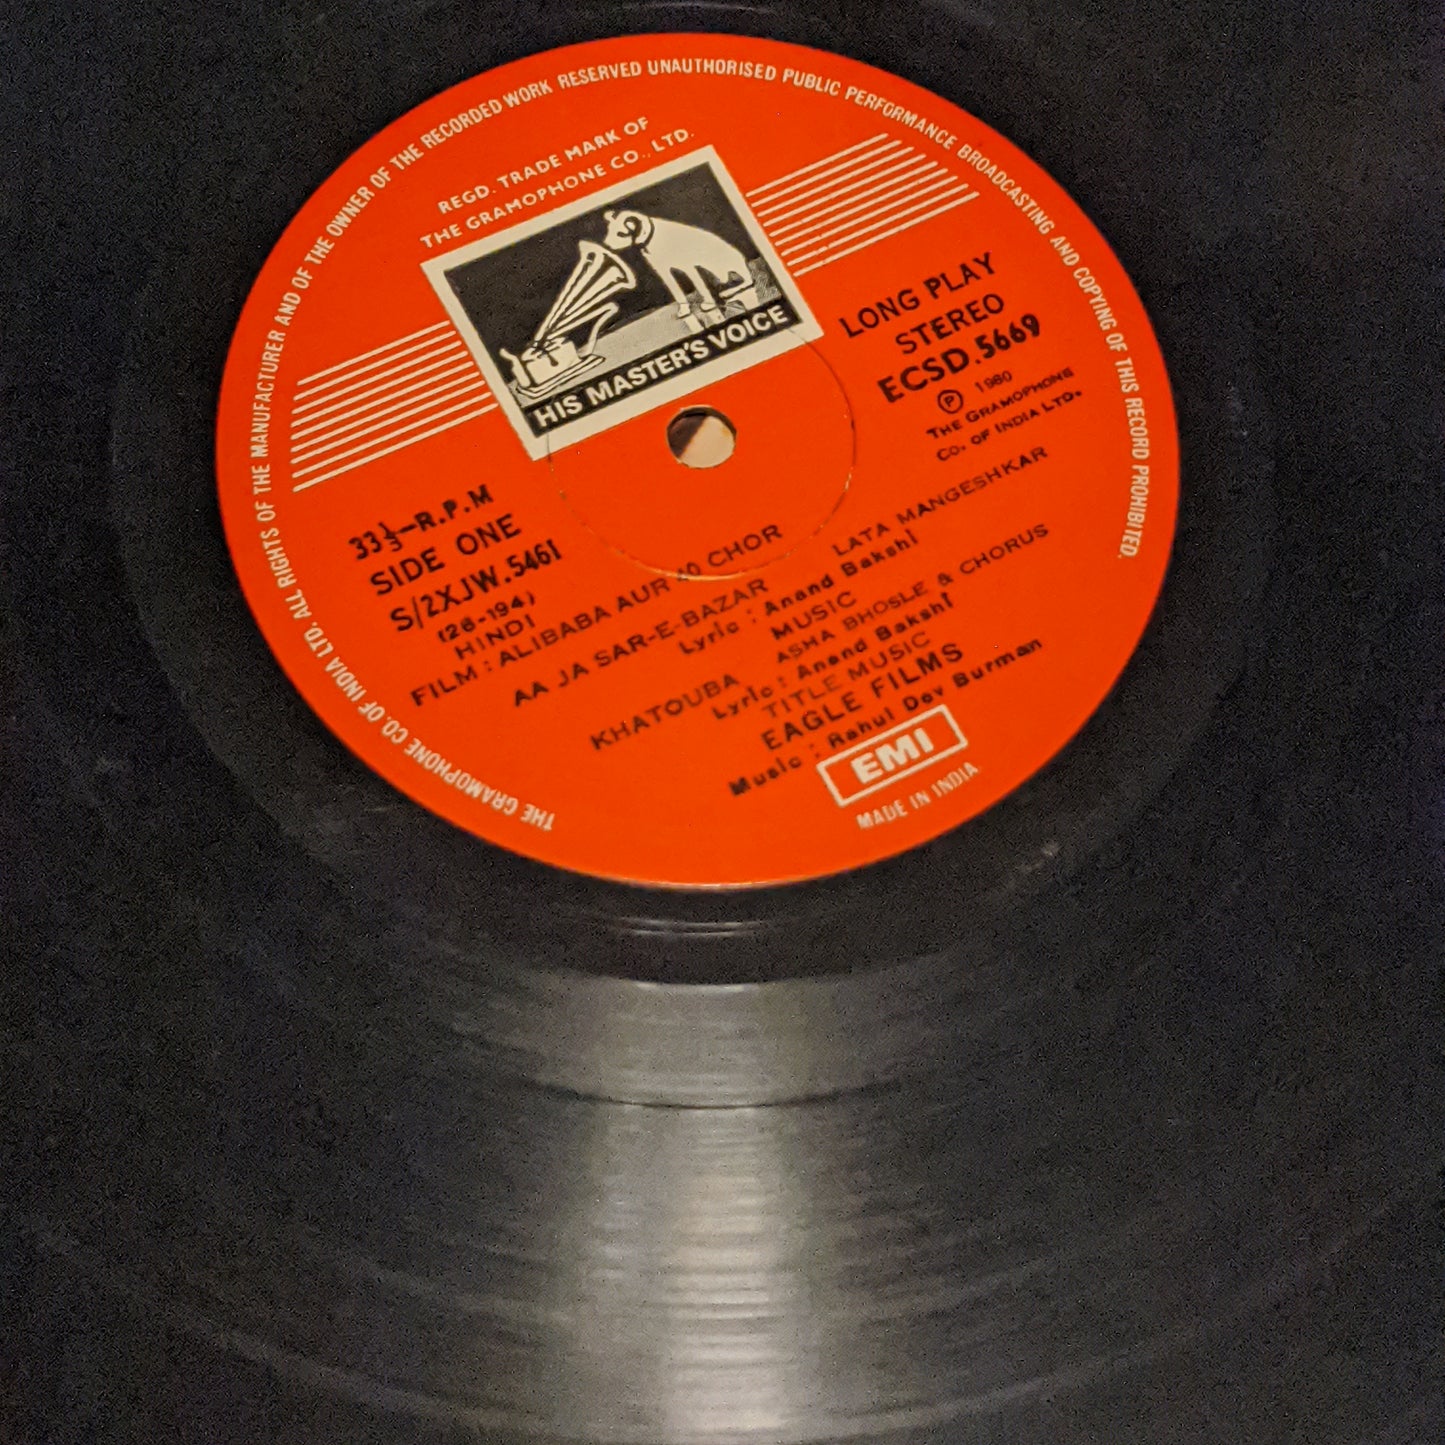 THE GRAMOPHONE CO. OF INDIA LTD. ALL RIGHTS OF THE MANUFACTURER AND OF THE OWNER OF THE RECORDED WORK RESERVED UNAUTHORISED PUBLIC PERFORMANCE BROADCASTING AND COPYING OF THIS RECORD PROHIBITED.
REGD. TRADE MARK OF
THE GRAMOPHONE CO., LTD.
HIS MASTER'S VOICE
LONG PLAY
STEREO
ECSD.5669
℗ 1980
THE GRAMOPHONE
CO. OF INDIA LTD.
33⅓-R.P.M
SIDE ONE
S/2XJW.5461
(26-194)
HINDI
FILM : ALIBABA AUR 40 CHOR
AA JA SAR-E-BAZAR LATA MANGESHKAR
Lyric : Anand Bakshi
MUSIC
KHATOUBA ASHA BHOSLE & CHORUS
Lyric : Anand Bakshi
TITLE MUSIC
EAGLE FILMS
Music : Rahul Dev Burman
EMI
MADE IN INDIA